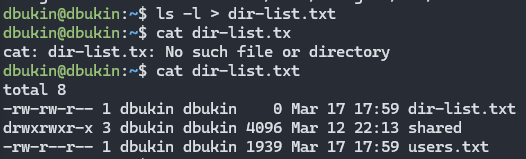 dbukin@dbukin:~$ ls -l > dir-list.txt
dbukin@dbukin:~$ cat dir-list.tx
cat: dir-list.tx: No such file or directory
dbukin@dbukin:~$ cat dir-list.txt
total 8
-rw-rw-r-- 1 dbukin dbukin    0 Mar 17 17:59 dir-list.txt
drwxrwxr-x 3 dbukin dbukin 4096 Mar 12 22:13 shared
-rw-r--r-- 1 dbukin dbukin 1939 Mar 17 17:59 users.txt